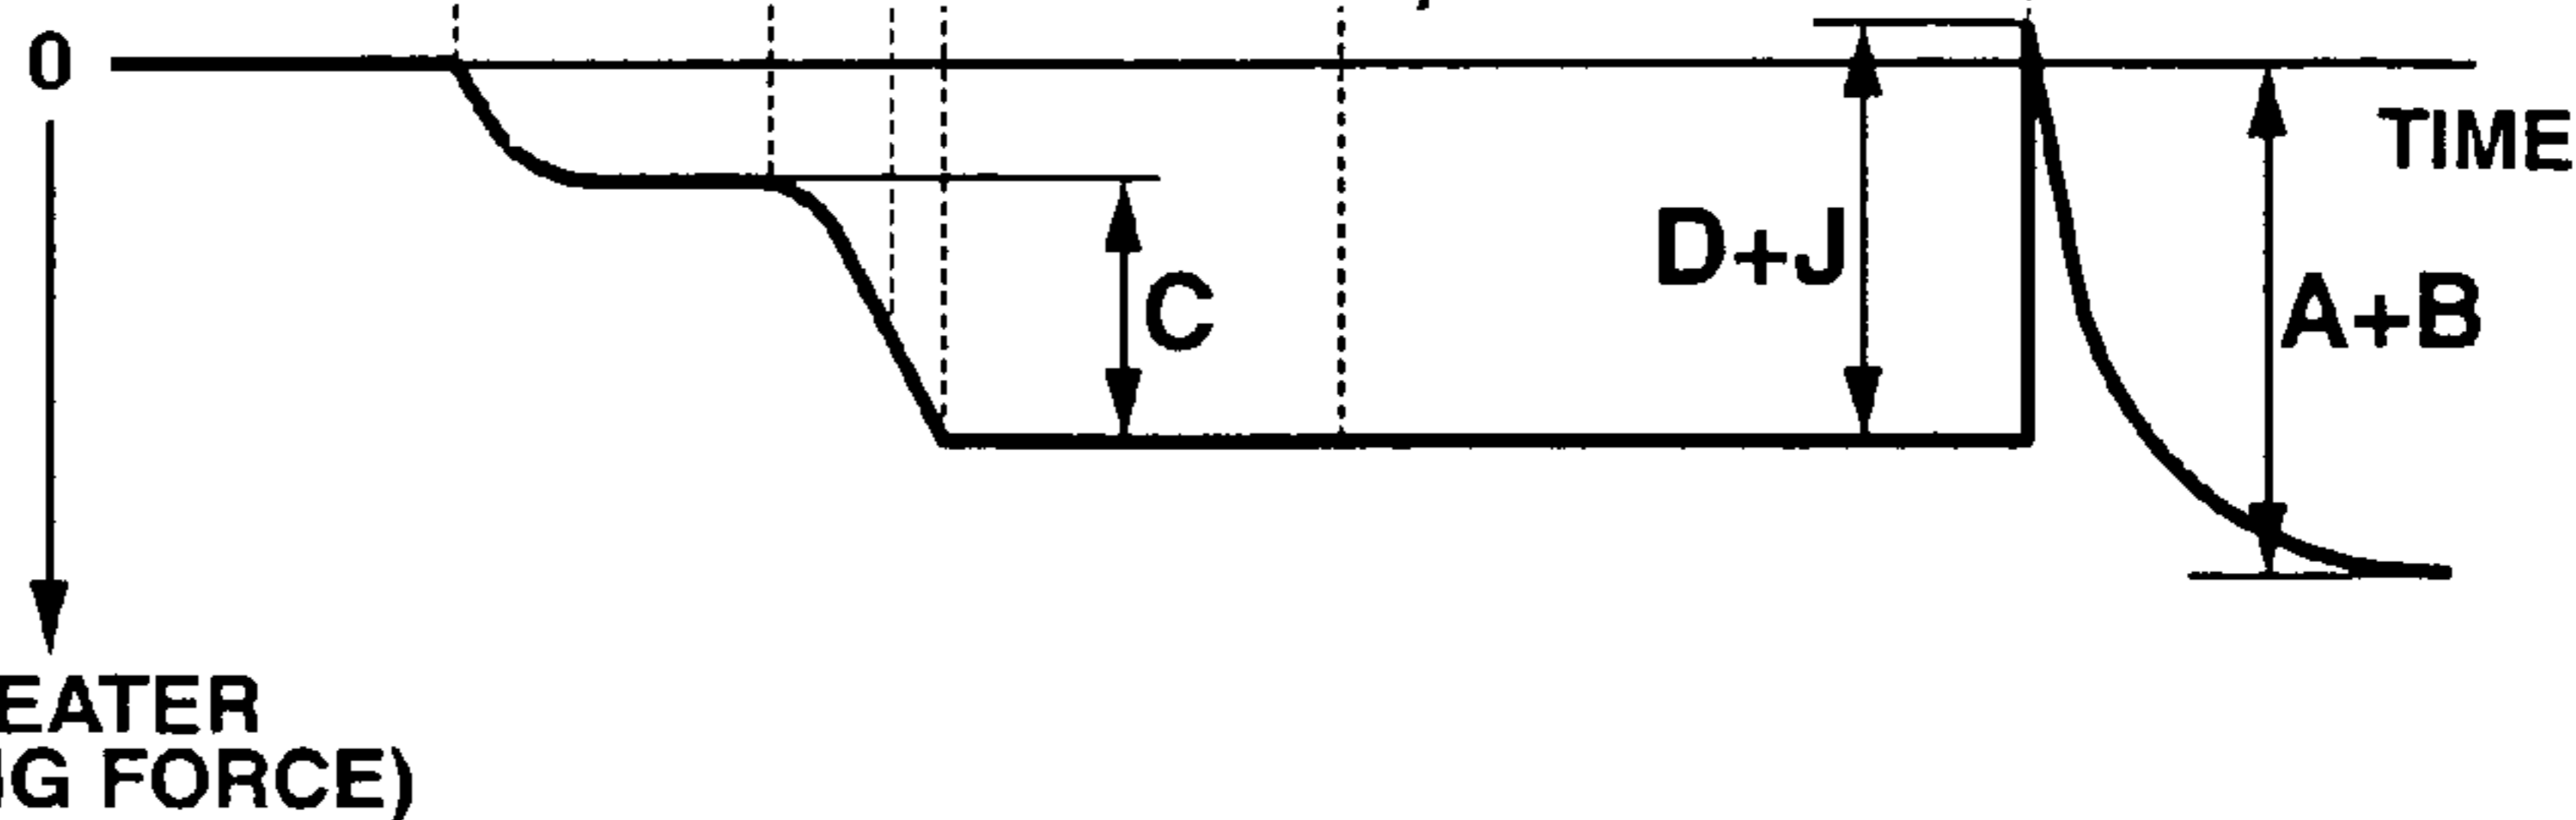 0
TIME
D+J
C
A+B
EATER
G FORCE)